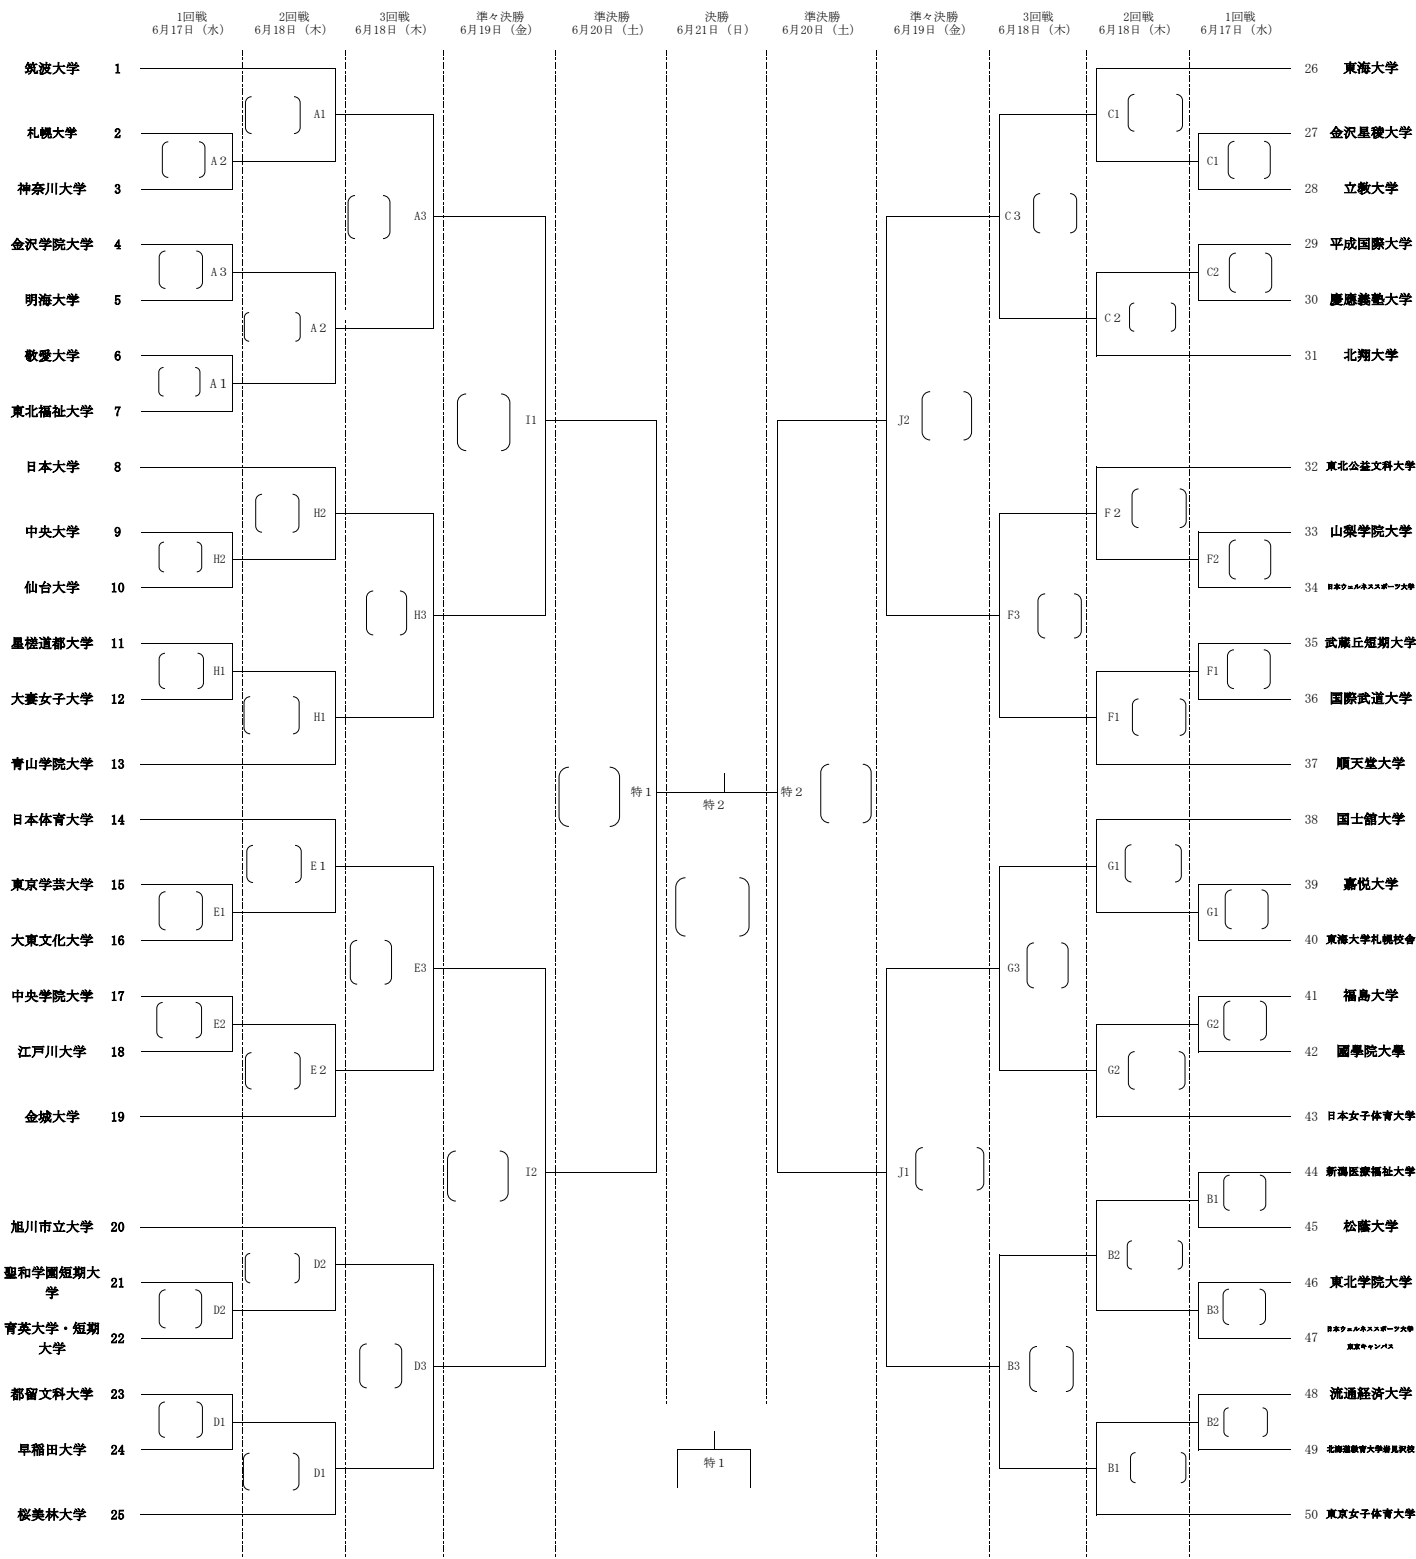 1回戦 2回戦 3回戦 準々決勝 準決勝 決勝 準決勝 準々決勝 3回戦 2回戦 1回戦
6月17日（水） 6月18日（木） 6月18日（木） 6月19日（金） 6月20日（土） 6月21日（日） 6月20日（土） 6月19日（金） 6月18日（木） 6月18日（木） 6月17日（水）
筑波大学 1
札幌大学 2
神奈川大学 3
金沢学院大学 4
明海大学 5
敬愛大学 6
東北福祉大学 7
日本大学 8
中央大学 9
仙台大学 10
星槎道都大学 11
大妻女子大学 12
青山学院大学 13
日本体育大学 14
東京学芸大学 15
大東文化大学 16
中央学院大学 17
江戸川大学 18
金城大学 19
旭川市立大学 20
聖和学園短期大
学 21
育英大学・短期
大学 22
都留文科大学 23
早稲田大学 24
桜美林大学 25
A２
A３
A１
H2
H1
E1
E2
D2
D1
A1
A２
H2
H1
E１
E２
D2
D1
A3
H3
E3
D3
I1
I2
特１
特２
特１
特２
J2
J1
C３
F3
G3
B3
C1
C２
F２
F1
G1
G2
B2
B1
C1
C2
F2
F1
G1
G2
B1
B3
B2
26 東海大学
27 金沢星稜大学
28 立教大学
29 平成国際大学
30 慶應義塾大学
31 北翔大学
32 東北公益文科大学
33 山梨学院大学
34 日本ウェルネススポーツ大学
35 武蔵丘短期大学
36 国際武道大学
37 順天堂大学
38 国士舘大学
39 嘉悦大学
40 東海大学札幌校舎
41 福島大学
42 國學院大學
43 日本女子体育大学
44 新潟医療福祉大学
45 松蔭大学
46 東北学院大学
47 日本ウェルネススポーツ大学
東京キャンパス
48 流通経済大学
49 北海道教育大学岩見沢校
50 東京女子体育大学